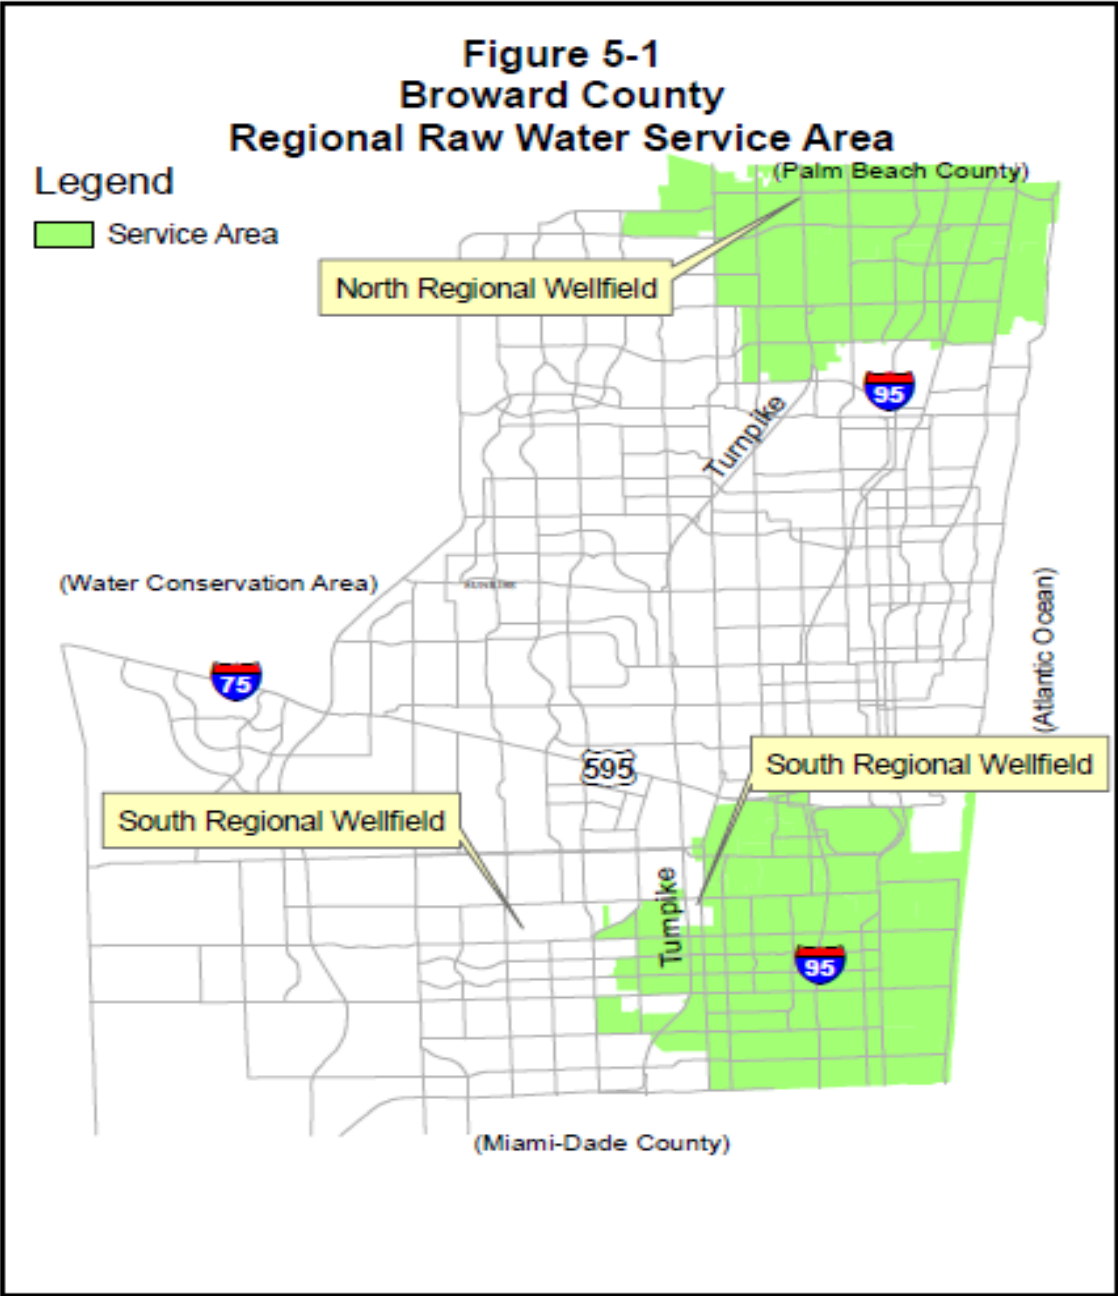 Figure 5-1
Broward County
Regional Raw Water Service Area
Legend
Service Area
(Palm Beach County)
North Regional Wellfield
95
Turnpike
(Water Conservation Area)
(Atlantic Ocean)
75
595
South Regional Wellfield
South Regional Wellfield
Turnpike
95
(Miami-Dade County)